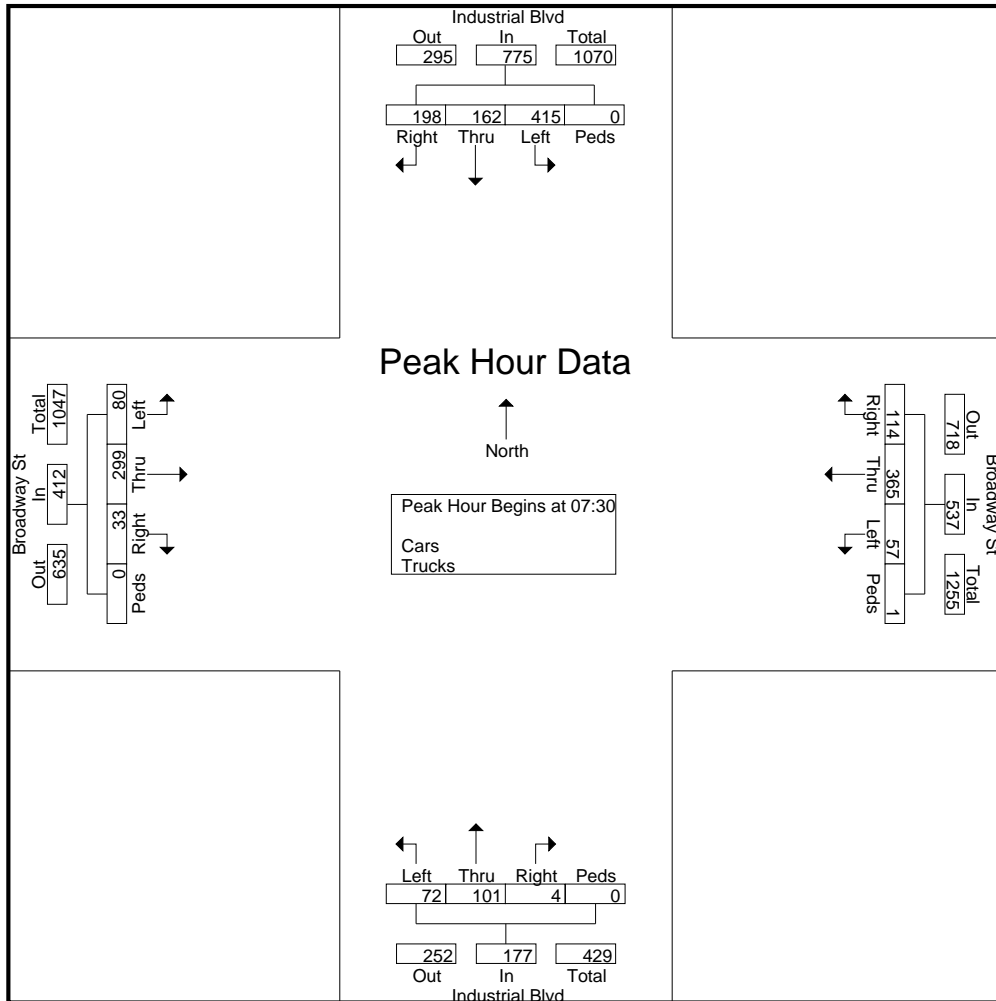 Industrial Blvd
Out In Total
295 775 1070
198 162 415 0
Right Thru Left Peds
Peak Hour Data
North
Peak Hour Begins at 07:30
Cars
Trucks
Broadway St
Total In Out
1047 412 635
80 299 33 0
Left Thru Right Peds
Broadway St
Out In Total
718 537 1255
114 365 57 1
Right Thru Left Peds
Left Thru Right Peds
72 101 4 0
252 177 429
Out In Total
Industrial Blvd